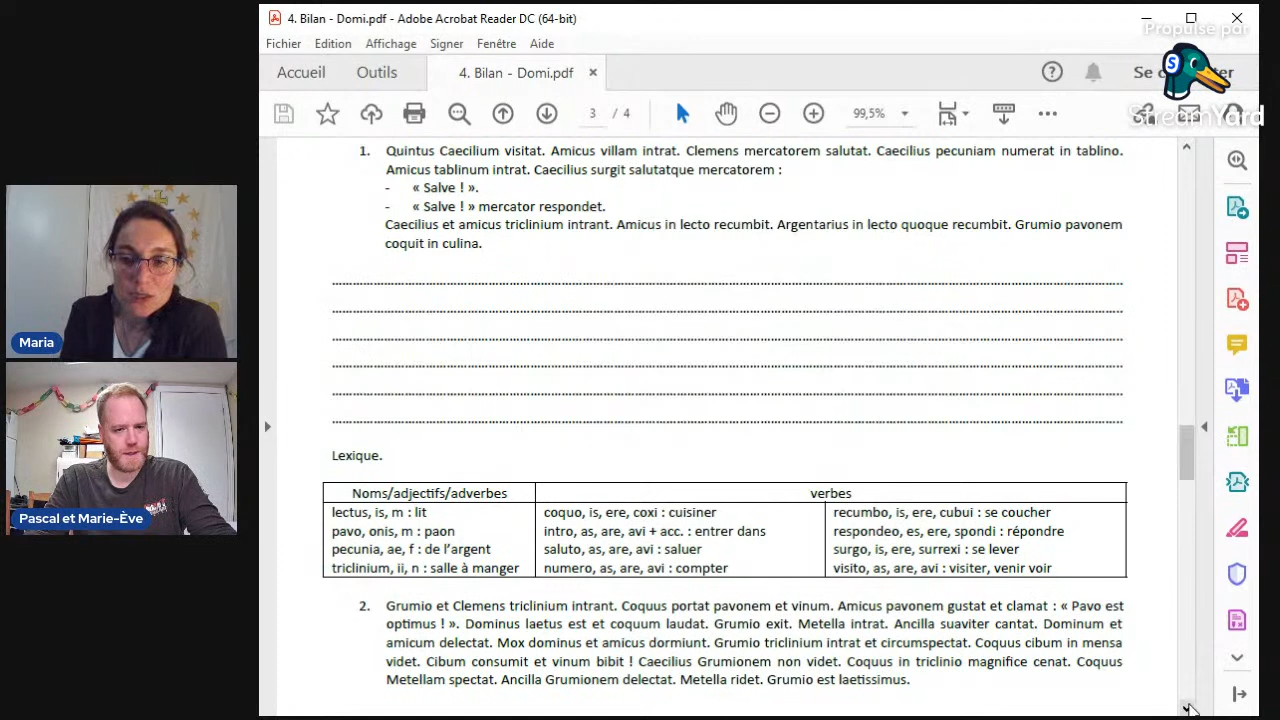 4. Bilan - Domi.pdf - Adobe Acrobat Reader DC (64-bit)
Propulsé par
Fichier Edition Affichage Signer Fenêtre Aide
Accueil Outils 4. Bilan - Domi.pdf × Se
StreamYard
3 / 4 99,5%
1. Quintus Caecilium visitat. Amicus villam intrat. Clemens mercatorem salutat. Caecilius pecuniam numerat in tablino.
Amicus tablinum intrat. Caecilius surgit salutatque mercatorem :
- « Salve ! ».
- « Salve ! » mercator respondet.
Caecilius et amicus triclinium intrant. Amicus in lecto recumbit. Argentarius in lecto quoque recumbit. Grumio pavonem
coquit in culina.
Maria
Lexique.
Noms/adjectifs/adverbes verbes
lectus, is, m : lit coquo, is, ere, coxi : cuisiner recumbo, is, ere, cubui : se coucher
pavo, onis, m : paon intro, as, are, avi + acc. : entrer dans respondeo, es, ere, spondi : répondre
pecunia, ae, f : de l'argent saluto, as, are, avi : saluer surgo, is, ere, surrexi : se lever
triclinium, ii, n : salle à manger numero, as, are, avi : compter visito, as, are, avi : visiter, venir voir
Pascal et Marie-Ève
2. Grumio et Clemens triclinium intrant. Coquus portat pavonem et vinum. Amicus pavonem gustat et clamat : « Pavo est
optimus ! ». Dominus laetus est et coquum laudat. Grumio exit. Metella intrat. Ancilla suaviter cantat. Dominum et
amicum delectat. Mox dominus et amicus dormiunt. Grumio triclinium intrat et circumspectat. Coquus cibum in mensa
videt. Cibum consumit et vinum bibit ! Caecilius Grumionem non videt. Coquus in triclinio magnifice cenat. Coquus
Metellam spectat. Ancilla Grumionem delectat. Metella ridet. Grumio est laetissimus.